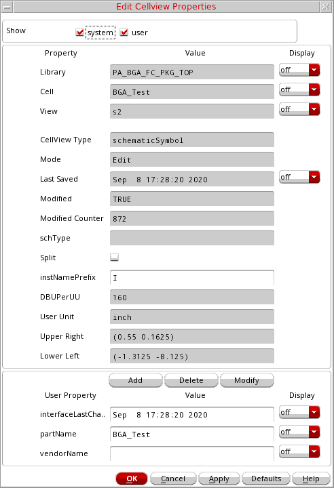 Edit Cellview Properties
Show system user
Property Value Display
Library PA_BGA_FC_PKG_TOP off
Cell BGA_Test off
View s2 off
CellView Type schematicSymbol
Mode Edit
Last Saved Sep 8 17:28:20 2020 off
Modified TRUE
Modified Counter 872
schType
Split
instNamePrefix I
DBUPerUU 160
User Unit inch
Upper Right (0.55 0.1625)
Lower Left (-1.3125 -0.125)
Add Delete Modify
User Property Value Display
interfaceLastCha.. Sep 8 17:28:20 2020 off
partName BGA_Test off
vendorName off
OK Cancel Apply Defaults Help